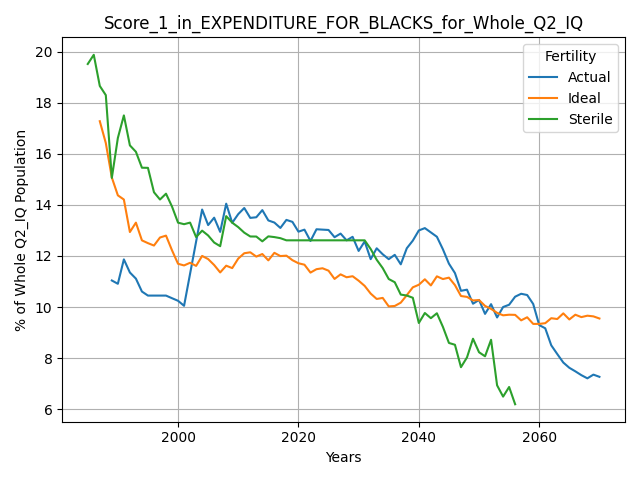 Score_1_in_EXPENDITURE_FOR_BLACKS_for_Whole_Q2_IQ
Fertility
Actual
Ideal
Sterile
% of Whole Q2_IQ Population
20
18
16
14
12
10
8
6
2000 2020 2040 2060
Years